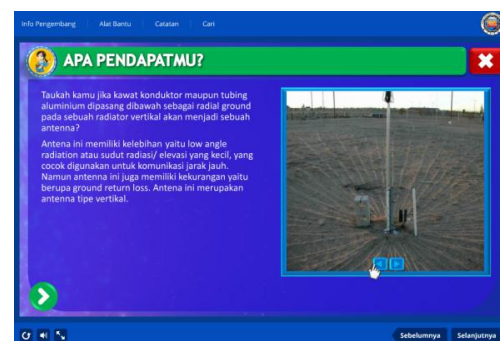 Info Pengembang
Alat Bantu
Catatan
Cari
APA PENDAPATMU?
Taukah kamu jika kawat konduktor maupun tubing
aluminium dipasang dibawah sebagai radial ground
pada sebuah radiator vertikal akan menjadi sebuah
antenna?
Antena ini memiliki kelebihan yaitu low angle
radiation atau sudut radiasi/ elevasi yang kecil, yang
cocok digunakan untuk komunikasi jarak jauh.
Namun antenna ini juga memiliki kekurangan yaitu
berupa ground return loss. Antena ini merupakan
antenna tipe vertikal.
Sebelumnya
Selanjutnya